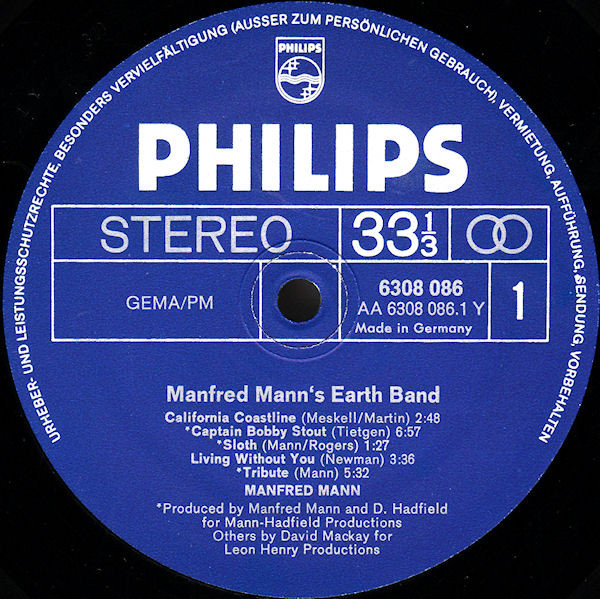 URHEBER- UND LEISTUNGSSCHUTZRECHTE, BESONDERS VERVIELFÄLTIGUNG (AUSSER ZUM PERSÖNLICHEN GEBRAUCH), VERMIETUNG, AUFFÜHRUNG, SENDUNG, VORBEHALTEN
PHILIPS
PHILIPS
STEREO
33 1/3
GEMA/PM
6308 086
AA 6308 086.1 Y
Made in Germany
1
Manfred Mann's Earth Band
California Coastline (Meskell/Martin) 2:48
*Captain Bobby Stout (Tietgen) 6:57
*Sloth (Mann/Rogers) 1:27
Living Without You (Newman) 3:36
*Tribute (Mann) 5:32
MANFRED MANN
*Produced by Manfred Mann and D. Hadfield
for Mann-Hadfield Productions
Others by David Mackay for
Leon Henry Productions